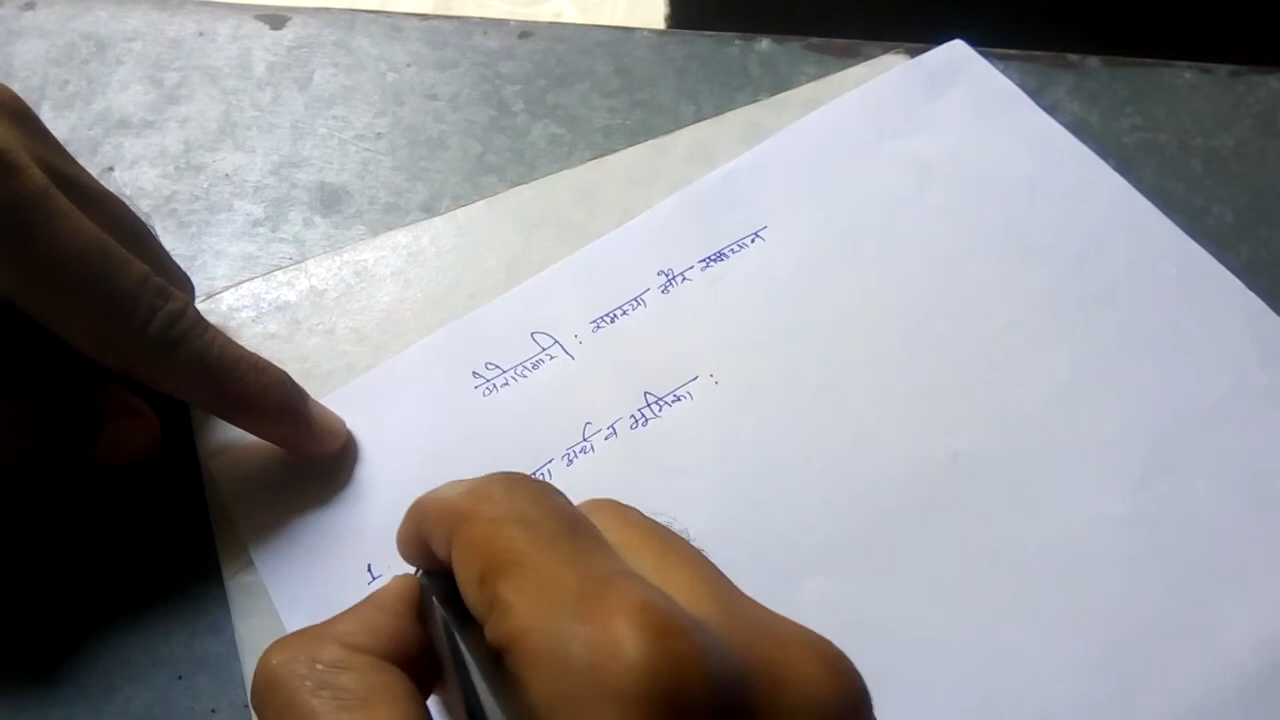 बेरोजगारी : समस्या और समाधान
का अर्थ व भूमिका :
1.